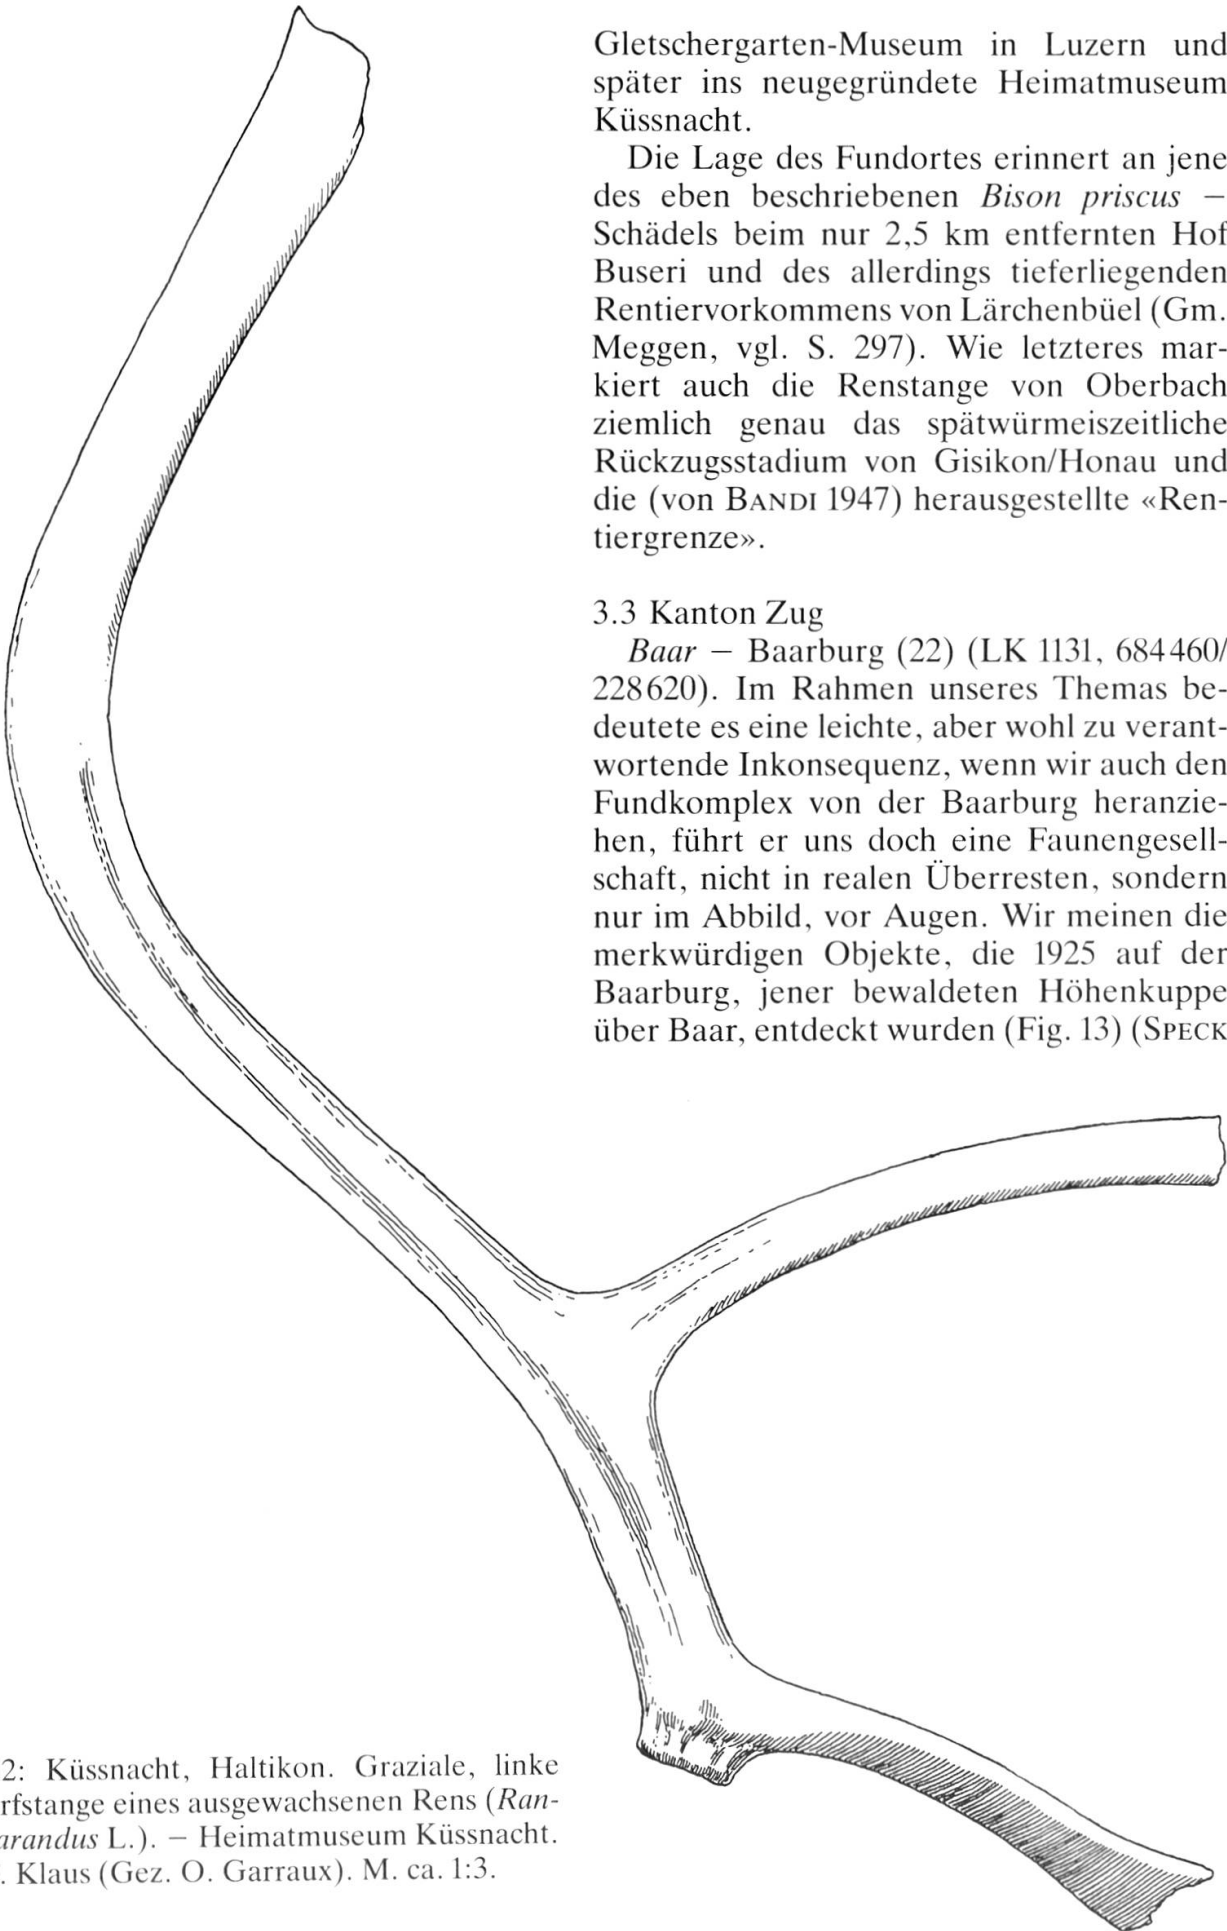 Gletschergarten-Museum in Luzern und
später ins neugegründete Heimatmuseum
Küssnacht.
Die Lage des Fundortes erinnert an jene
des eben beschriebenen Bison priscus –
Schädels beim nur 2,5 km entfernten Hof
Buseri und des allerdings tieferliegenden
Rentiervorkommens von Lärchenbüel (Gm.
Meggen, vgl. S. 297). Wie letzteres mar-
kiert auch die Renstange von Oberbach
ziemlich genau das spätwürmeiszeitliche
Rückzugsstadium von Gisikon/Honau und
die (von BANDI 1947) herausgestellte «Ren-
tiergrenze».
3.3 Kanton Zug
Baar – Baarburg (22) (LK 1131, 684460/
228620). Im Rahmen unseres Themas be-
deutete es eine leichte, aber wohl zu verant-
wortende Inkonsequenz, wenn wir auch den
Fundkomplex von der Baarburg heranzie-
hen, führt er uns doch eine Faunengesell-
schaft, nicht in realen Überresten, sondern
nur im Abbild, vor Augen. Wir meinen die
merkwürdigen Objekte, die 1925 auf der
Baarburg, jener bewaldeten Höhenkuppe
über Baar, entdeckt wurden (Fig. 13) (SPECK
2: Küssnacht, Haltikon. Graziale, linke
rfstange eines ausgewachsenen Rens (Ran-
arandus L.). – Heimatmuseum Küssnacht.
. Klaus (Gez. O. Garraux). M. ca. 1:3.